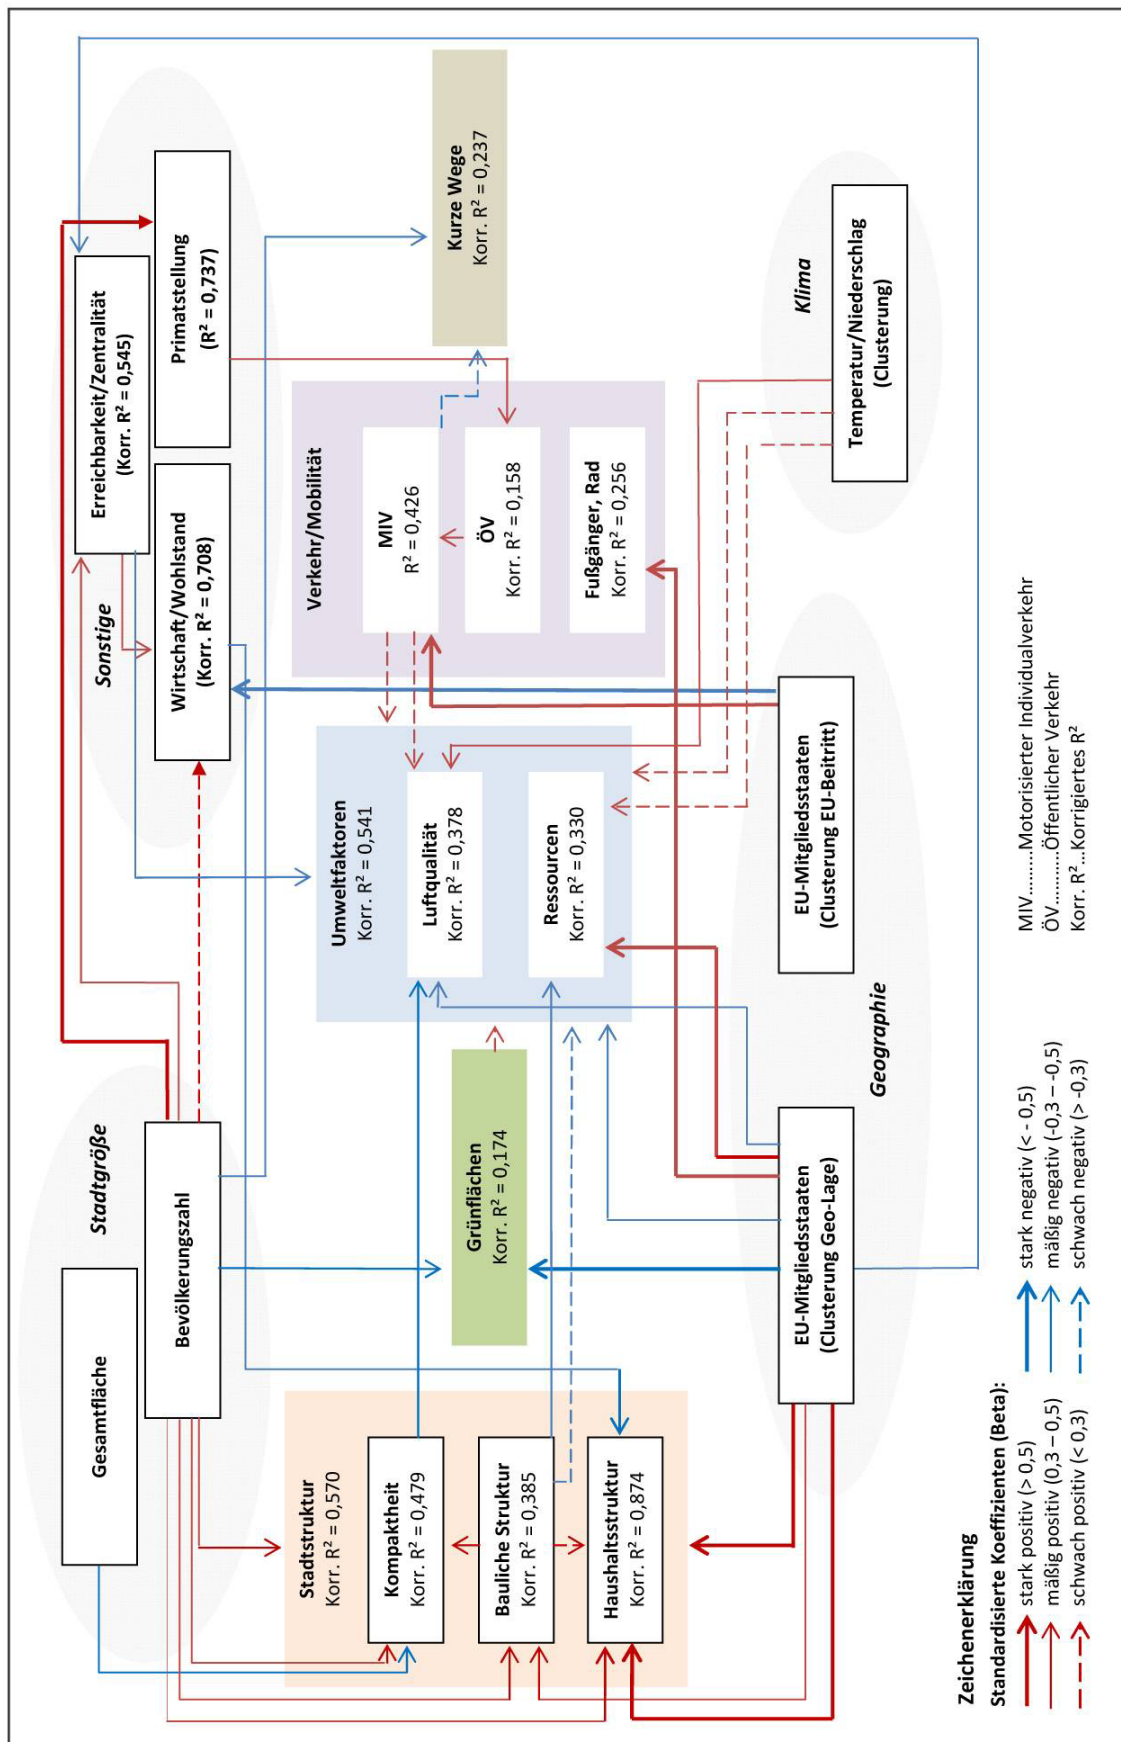 Stadtgröße
Gesamtfläche
Bevölkerungszahl
Sonstige
Erreichbarkeit/Zentralität
(Korr. R² = 0,545)
Wirtschaft/Wohlstand
(Korr. R² = 0,708)
Primatstellung
(R² = 0,737)
Stadtstruktur
Korr. R² = 0,570
Kompaktheit
Korr. R² = 0,479
Bauliche Struktur
Korr. R² = 0,385
Haushaltsstruktur
Korr. R² = 0,874
Grünflächen
Korr. R² = 0,174
Umweltfaktoren
Korr. R² = 0,541
Luftqualität
Korr. R² = 0,378
Ressourcen
Korr. R² = 0,330
Verkehr/Mobilität
MIV
R² = 0,426
ÖV
Korr. R² = 0,158
Fußgänger, Rad
Korr. R² = 0,256
Kurze Wege
Korr. R² = 0,237
EU-Mitgliedsstaaten
(Clusterung Geo-Lage)
Geographie
EU-Mitgliedsstaaten
(Clusterung EU-Beitritt)
Klima
Temperatur/Niederschlag
(Clusterung)
Zeichenerklärung
Standardisierte Koeffizienten (Beta):
stark positiv (> 0,5)
mäßig positiv (0,3 – 0,5)
schwach positiv (< 0,3)
stark negativ (< - 0,5)
mäßig negativ (-0,3 – -0,5)
schwach negativ (> -0,3)
MIV.........Motorisierter Individualverkehr
ÖV...........Öffentlicher Verkehr
Korr. R² ...Korrigiertes R²